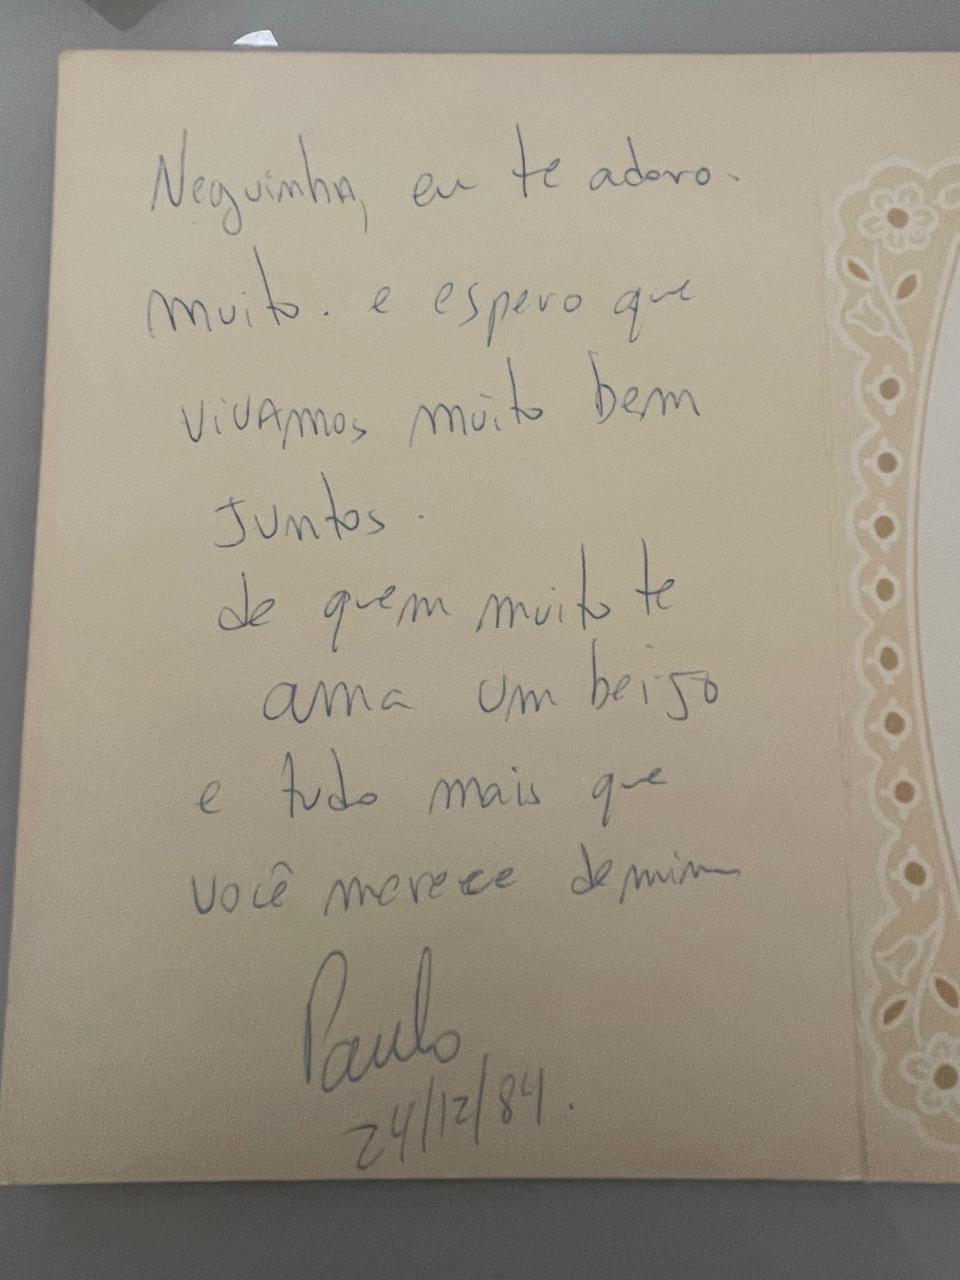 Neguinha, eu te adoro.
muito. e espero que
vivamos muito bem
juntos.
de quem muito te
ama um beijo
e tudo mais que
você merece de mim
Paulo
24/12/84.